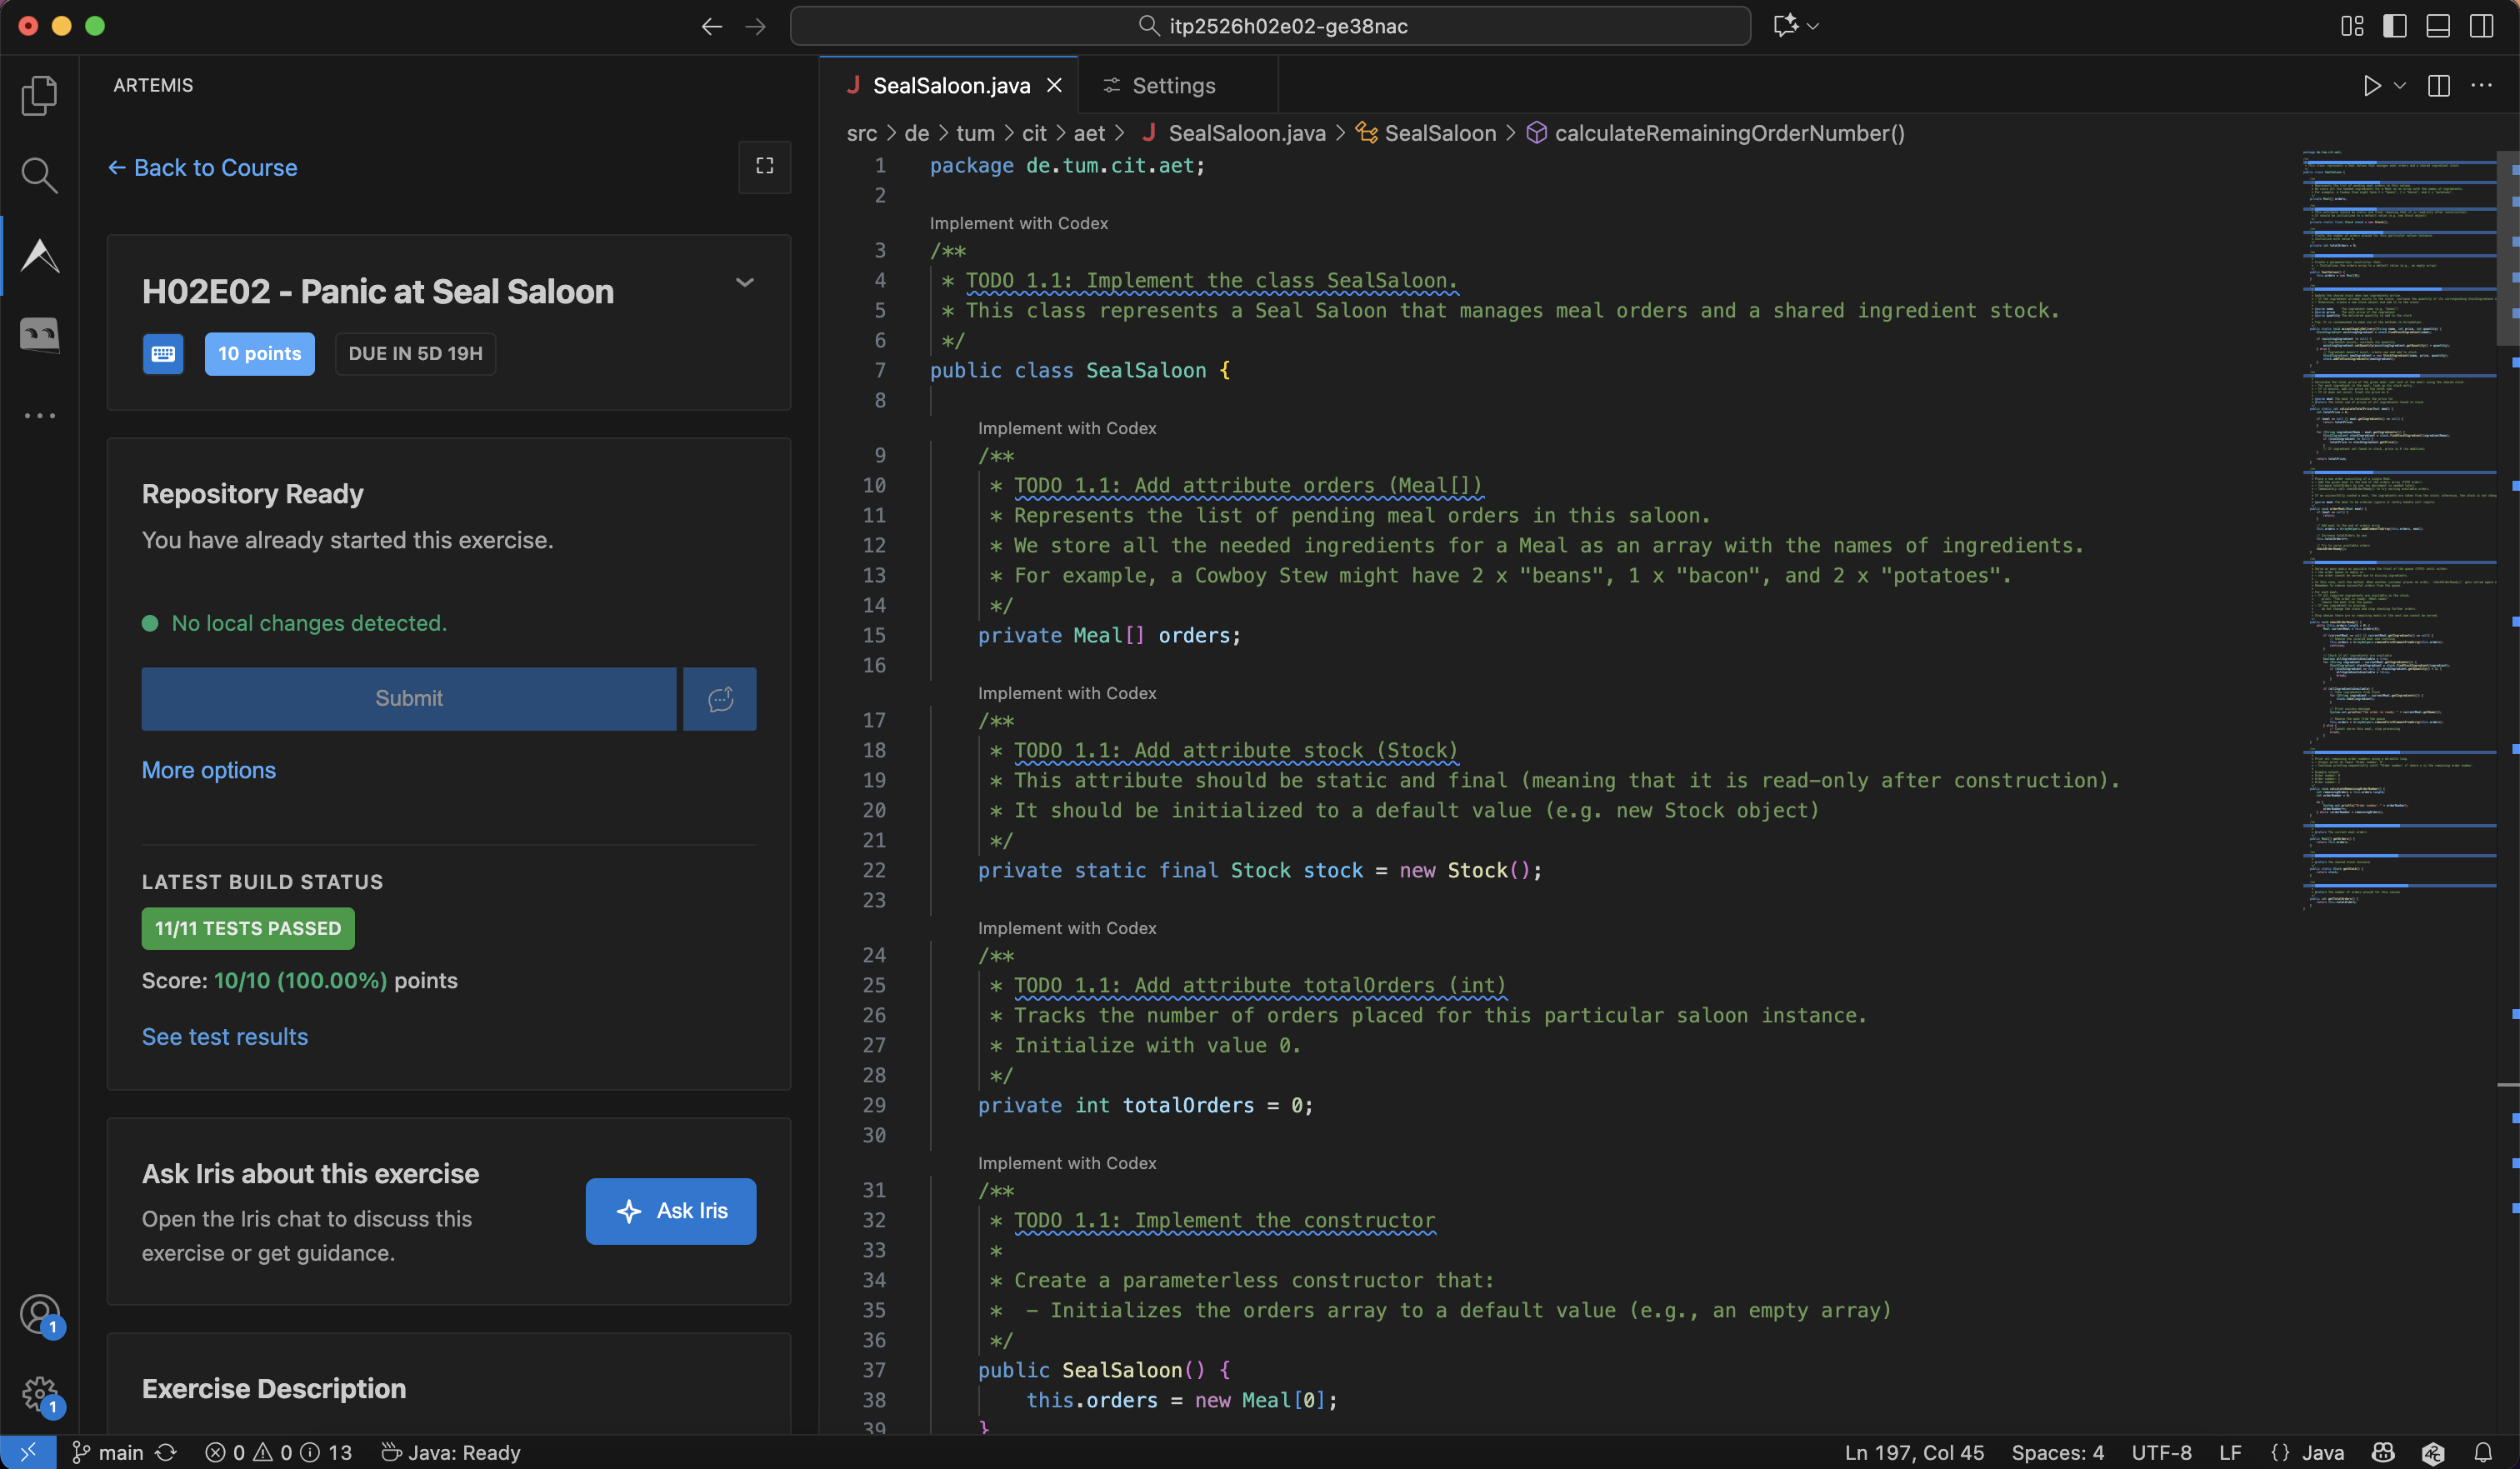 itp2526h02e02-ge38nac
ARTEMIS
← Back to Course
H02E02 - Panic at Seal Saloon
10 points
DUE IN 5D 19H
Repository Ready
You have already started this exercise.
No local changes detected.
Submit
More options
LATEST BUILD STATUS
11/11 TESTS PASSED
Score: 10/10 (100.00%) points
See test results
Ask Iris about this exercise
Open the Iris chat to discuss this
exercise or get guidance.
Ask Iris
Exercise Description
J SealSaloon.java
Settings
src > de > tum > cit > aet > J SealSaloon.java > SealSaloon > calculateRemainingOrderNumber()
1 package de.tum.cit.aet;
2
Implement with Codex
3 /**
4 * TODO 1.1: Implement the class SealSaloon.
5 * This class represents a Seal Saloon that manages meal orders and a shared ingredient stock.
6 */
7 public class SealSaloon {
8
Implement with Codex
9 /**
10 * TODO 1.1: Add attribute orders (Meal[])
11 * Represents the list of pending meal orders in this saloon.
12 * We store all the needed ingredients for a Meal as an array with the names of ingredients.
13 * For example, a Cowboy Stew might have 2 x "beans", 1 x "bacon", and 2 x "potatoes".
14 */
15 private Meal[] orders;
16
Implement with Codex
17 /**
18 * TODO 1.1: Add attribute stock (Stock)
19 * This attribute should be static and final (meaning that it is read-only after construction).
20 * It should be initialized to a default value (e.g. new Stock object)
21 */
22 private static final Stock stock = new Stock();
23
Implement with Codex
24 /**
25 * TODO 1.1: Add attribute totalOrders (int)
26 * Tracks the number of orders placed for this particular saloon instance.
27 * Initialize with value 0.
28 */
29 private int totalOrders = 0;
30
Implement with Codex
31 /**
32 * TODO 1.1: Implement the constructor
33 *
34 * Create a parameterless constructor that:
35 *  - Initializes the orders array to a default value (e.g., an empty array)
36 */
37 public SealSaloon() {
38 this.orders = new Meal[0];
39 }
1
1
main
0 0 13
Java: Ready
Ln 197, Col 45
Spaces: 4
UTF-8
LF
{} Java